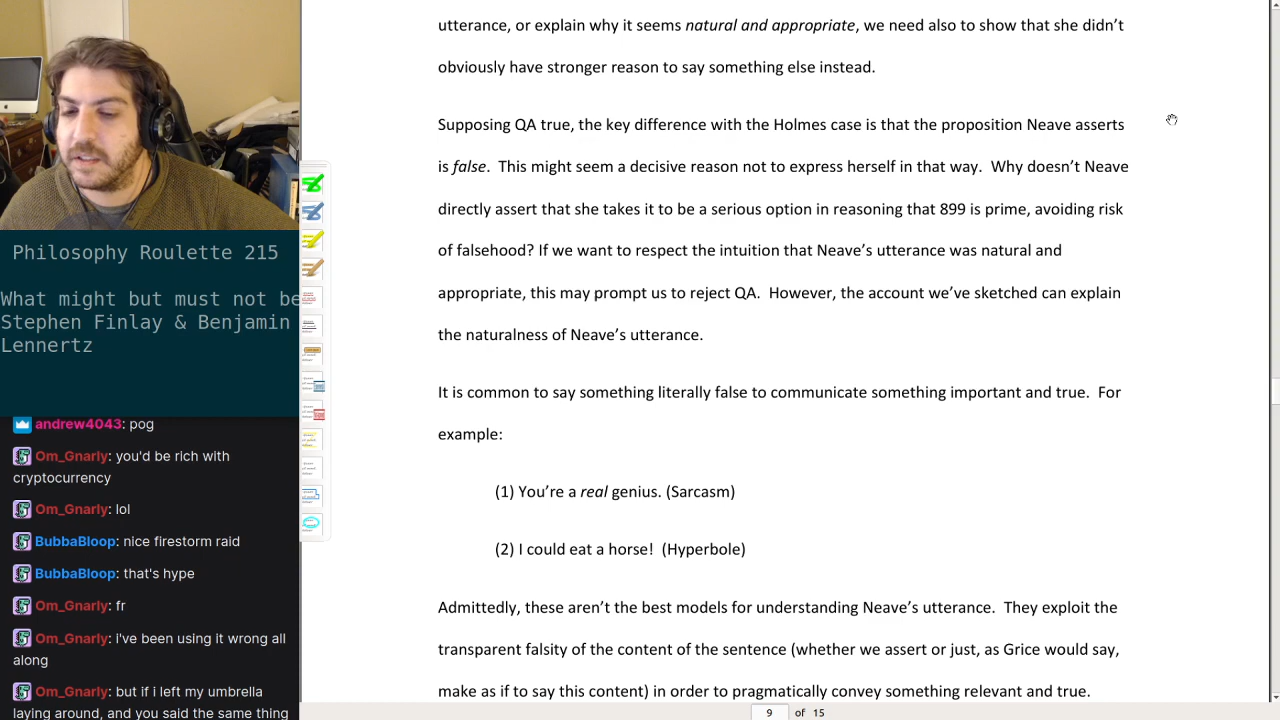 utterance, or explain why it seems natural and appropriate, we need also to show that she didn't
obviously have stronger reason to say something else instead.
Supposing QA true, the key difference with the Holmes case is that the proposition Neave asserts
is false.  This might seem a decisive reason not to express herself in that way.  Why doesn't Neave
directly assert that she takes it to be a serious option in reasoning that 899 is prime, avoiding risk
of falsehood? If we want to respect the intuition that Neave's utterance was natural and
appropriate, this may prompt us to reject QA.  However, the account we've sketched can explain
the naturalness of Neave's utterance.
It is common to say something literally false to communicate something important and true.  For
example:
(1) You're a real genius. (Sarcasm)
(2) I could eat a horse!  (Hyperbole)
Admittedly, these aren't the best models for understanding Neave's utterance.  They exploit the
transparent falsity of the content of the sentence (whether we assert or just, as Grice would say,
make as if to say this content) in order to pragmatically convey something relevant and true.
9 of 15
Philosophy Roulette 215
What might but must not be
Stephen Finlay & Benjamin
Lennertz
andrew4043: pog
Om_Gnarly: you'd be rich with
cryptocurrency
Om_Gnarly: lol
BubbaBloop: nice firestorm raid
BubbaBloop: that's hype
Om_Gnarly: fr
Om_Gnarly: i've been using it wrong all
along
Om_Gnarly: but if i left my umbrella
laying around, and you said the same thing